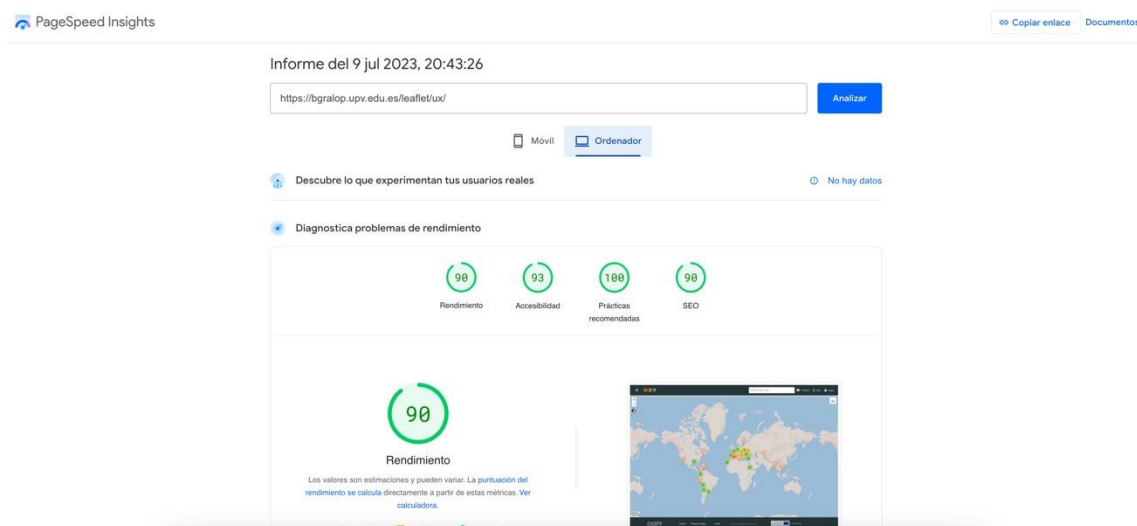 PageSpeed Insights
Copiar enlace
Documentos
Informe del 9 jul 2023, 20:43:26
https://bgralop.upv.edu.es/leaflet/ux/
Analizar
Móvil
Ordenador
Descubre lo que experimentan tus usuarios reales
No hay datos
Diagnostica problemas de rendimiento
90
93
100
90
Rendimiento
Accesibilidad
Prácticas
recomendadas
SEO
90
Rendimiento
Los valores son estimaciones y pueden variar. La puntuación del
rendimiento se calcula directamente a partir de estas métricas. Ver
calculadora.